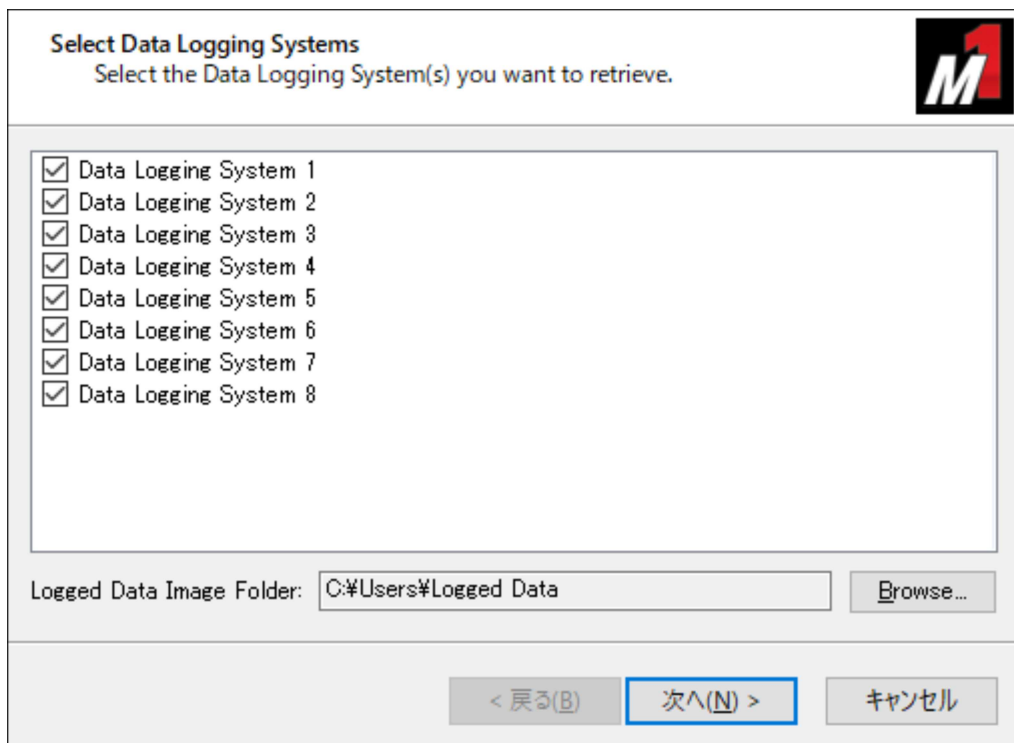 Select Data Logging Systems
Select the Data Logging System(s) you want to retrieve.
M1
Data Logging System 1
Data Logging System 2
Data Logging System 3
Data Logging System 4
Data Logging System 5
Data Logging System 6
Data Logging System 7
Data Logging System 8
Logged Data Image Folder: C:¥Users¥Logged Data Browse...
< 戻る(B) 次へ(N) > キャンセル